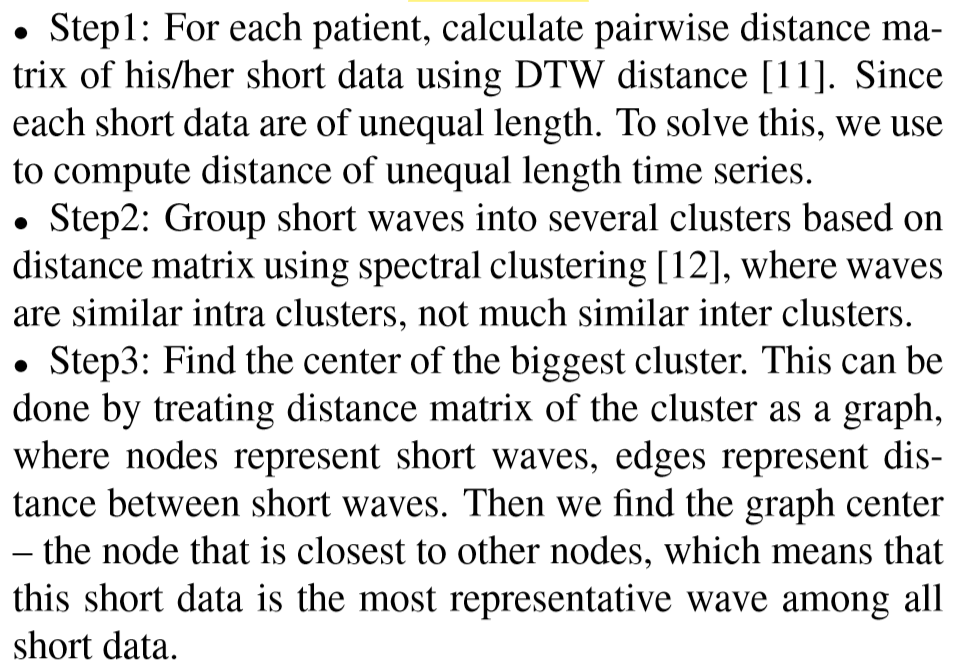 • Step1: For each patient, calculate pairwise distance ma-
trix of his/her short data using DTW distance [11]. Since
each short data are of unequal length. To solve this, we use
to compute distance of unequal length time series.
• Step2: Group short waves into several clusters based on
distance matrix using spectral clustering [12], where waves
are similar intra clusters, not much similar inter clusters.
• Step3: Find the center of the biggest cluster. This can be
done by treating distance matrix of the cluster as a graph,
where nodes represent short waves, edges represent dis-
tance between short waves. Then we find the graph center
– the node that is closest to other nodes, which means that
this short data is the most representative wave among all
short data.